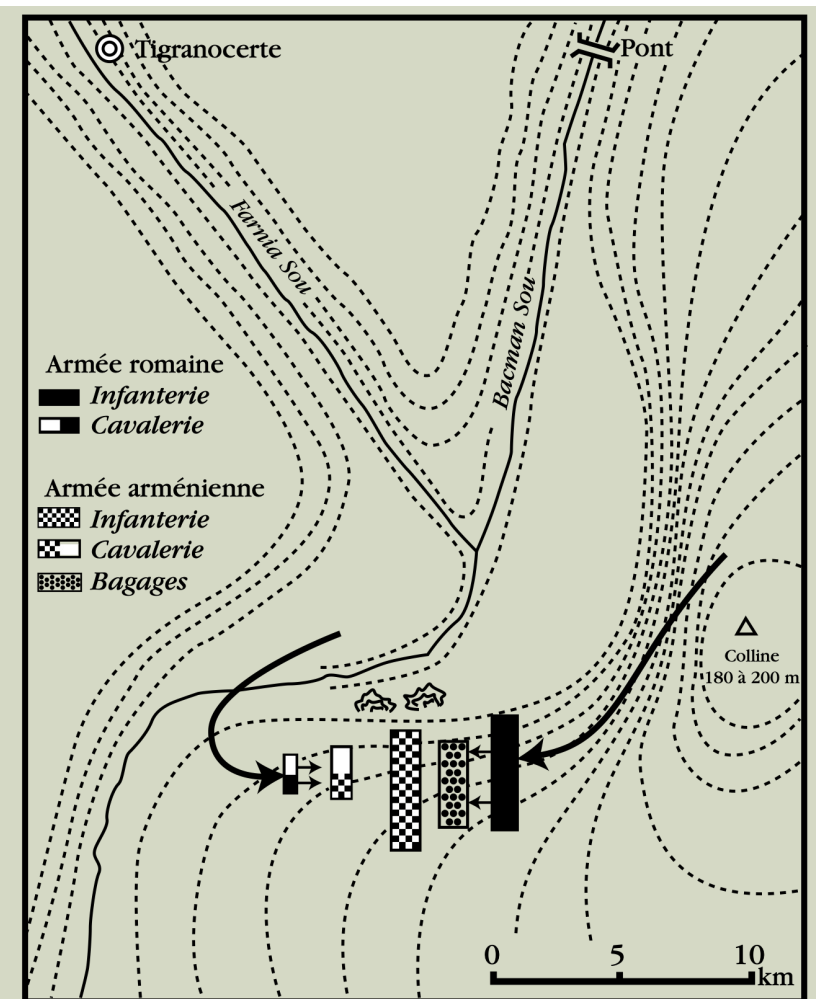 Tigranocerte
Pont
Farnia Sou
Bacman Sou
Armée romaine
Infanterie
Cavalerie
Armée arménienne
Infanterie
Cavalerie
Bagages
Colline
180 à 200 m
0 5 10
km